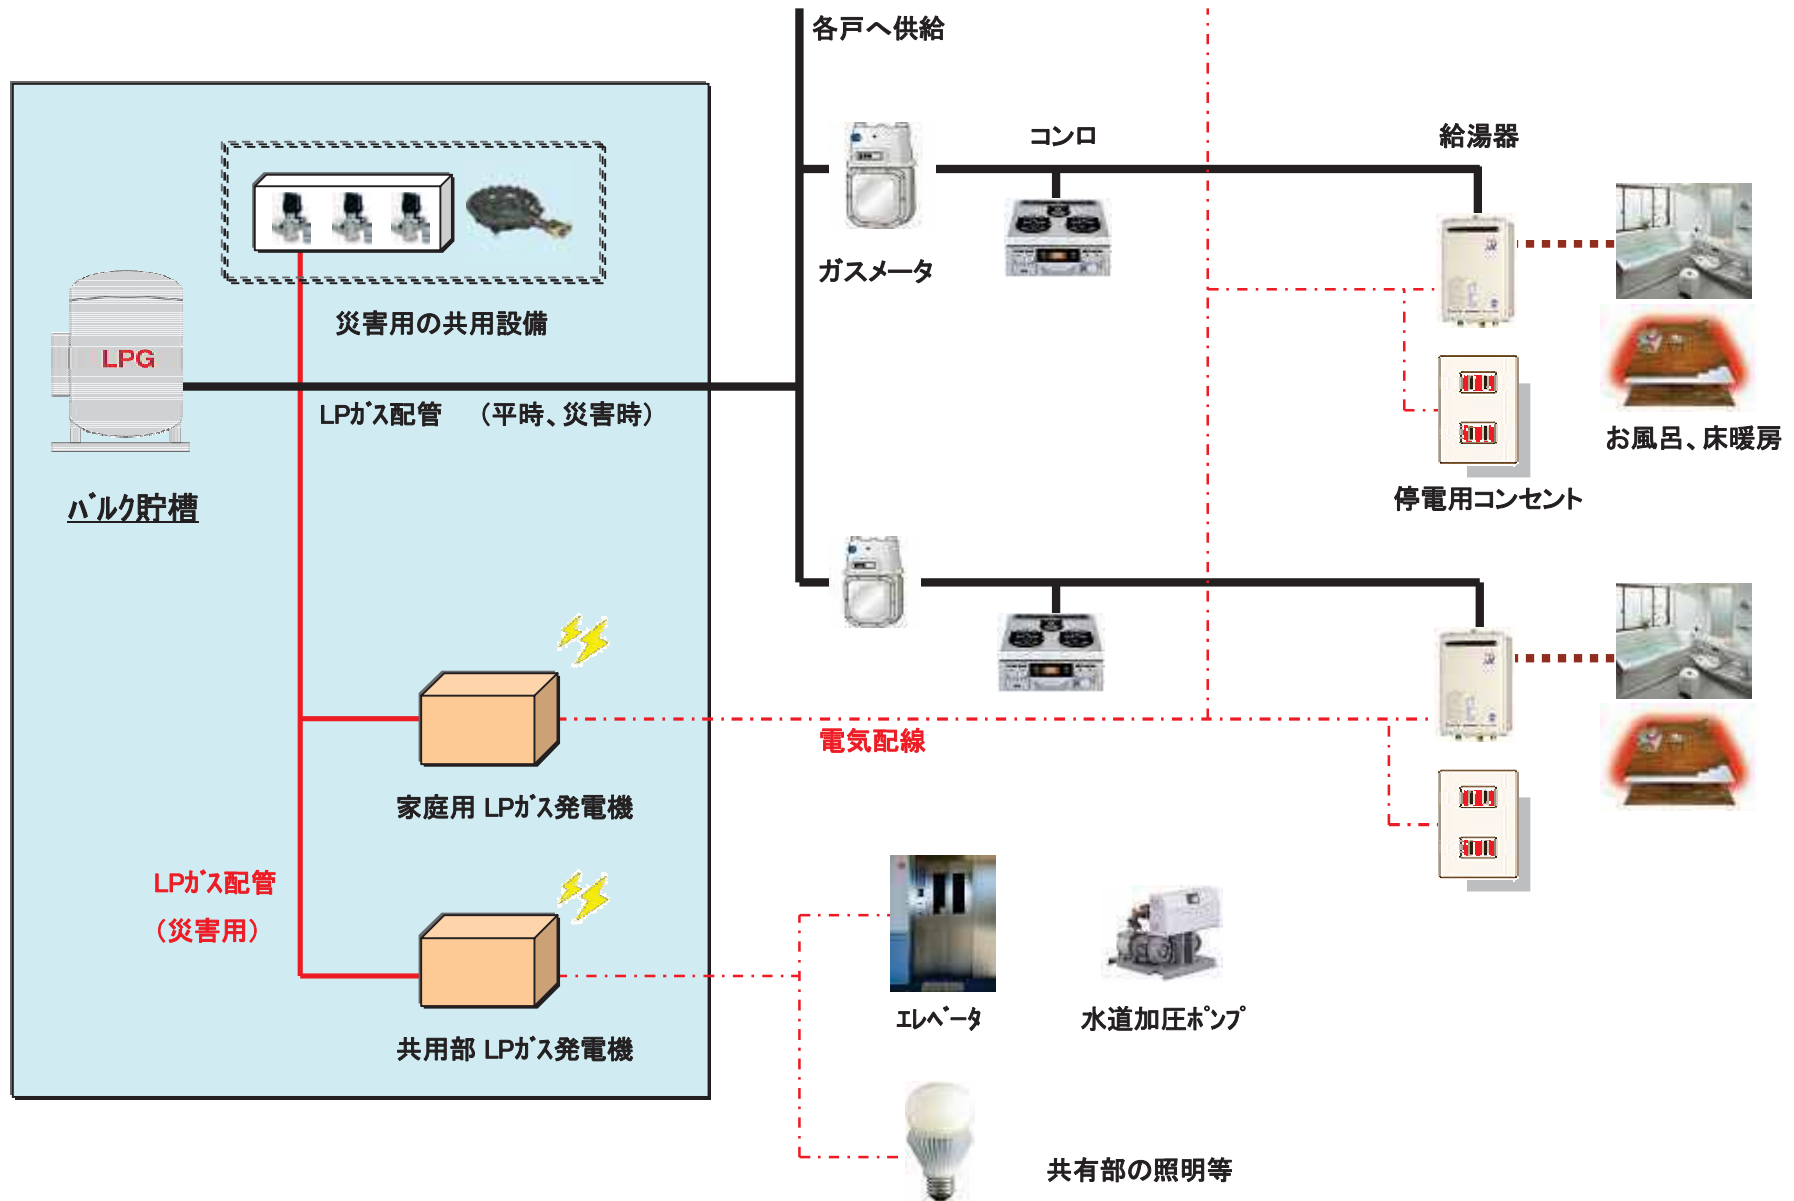 各戸へ供給
コンロ
給湯器
ガスメータ
災害用の共用設備
LPG
LPガス配管 （平時、災害時）
お風呂、床暖房
バルク貯槽
停電用コンセント
電気配線
家庭用 LPガス発電機
LPガス配管
（災害用）
エレベータ
水道加圧ポンプ
共用部 LPガス発電機
共有部の照明等